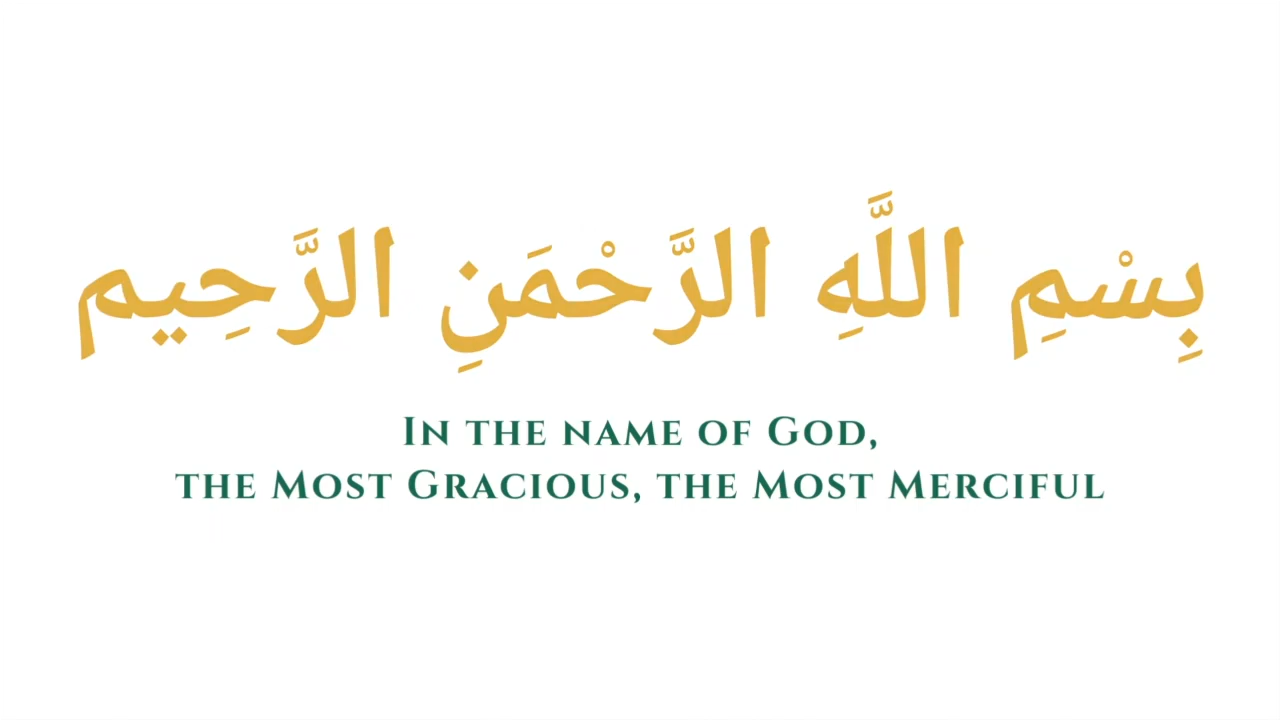 بِسْمِ اللَّهِ الرَّحْمَنِ الرَّحِيم
In the name of God,
the Most Gracious, the Most Merciful